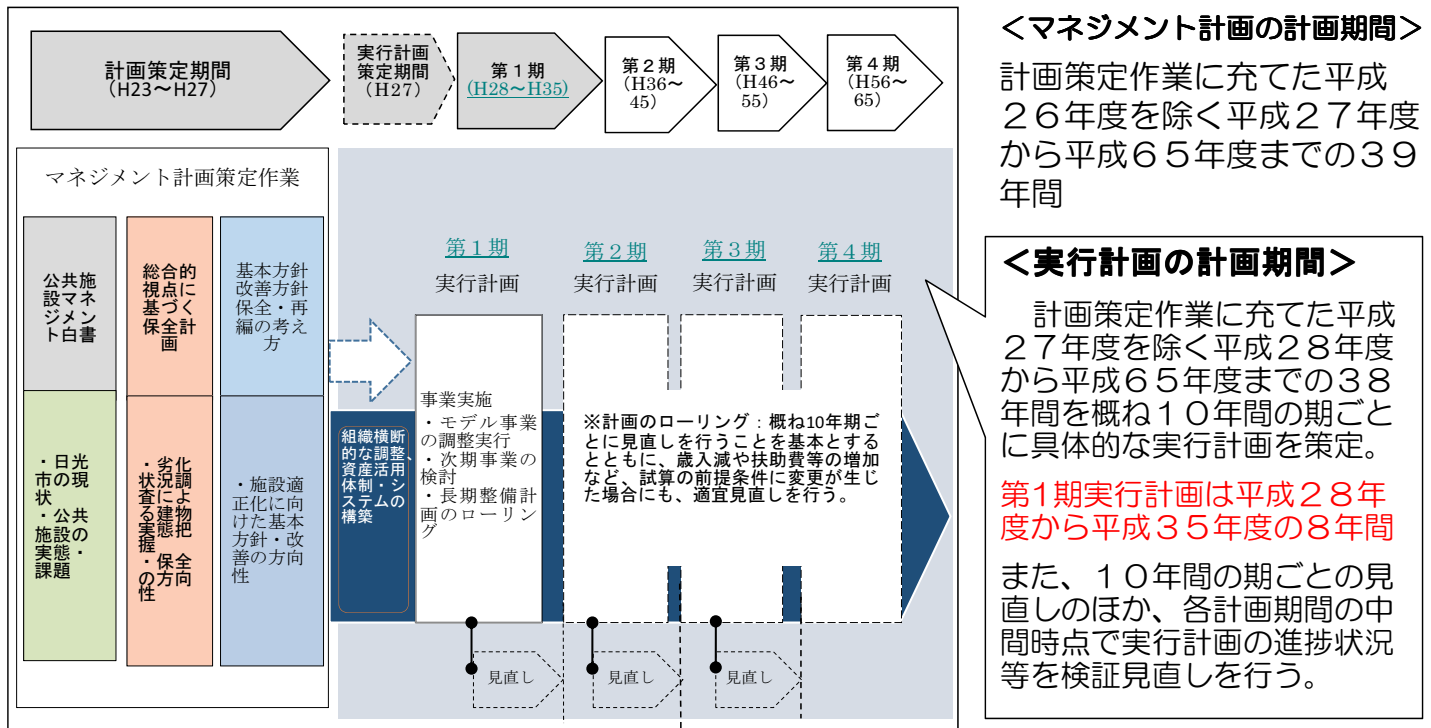 計画策定期間
(H23～H27)
実行計画
策定期間
(H27)
第１期
(H28～H35)
第２期
(H36～
45)
第３期
(H46～
55)
第４期
(H56～
65)
マネジメント計画策定作業
公共施
設マネ
ジメン
ト白書
総合的
視点に
基づく
保全計
画
基本方針
改善方針
保全・再
編の考え
方
・日光
市の現
状・公共
施設の
実態・
課題
・劣化
状況調
査による
建物
実態把
握・保全
の方向
性
・施設適
正化に向
けた基本
方針・改
善の方向
性
第１期
実行計画
第２期
実行計画
第３期
実行計画
第４期
実行計画
組織横断
的な調整、
資産活用
体制・シ
ステムの
構築
事業実施
・モデル事業
の調整実行
・次期事業の
検討
・長期整備計
画のローリン
グ
※計画のローリング：概ね10年期ご
とに見直しを行うことを基本とする
とともに、歳入減や扶助費等の増加
など、試算の前提条件に変更が生じ
た場合にも、適宜見直しを行う。
見直し
見直し
見直し
＜マネジメント計画の計画期間＞
計画策定作業に充てた平成
２６年度を除く平成２７年度
から平成６５年度までの３９
年間
＜実行計画の計画期間＞
計画策定作業に充てた平成
２７年度を除く平成２８年度
から平成６５年度までの３８
年間を概ね１０年間の期ごと
に具体的な実行計画を策定。
第1期実行計画は平成２８年
度から平成３５年度の８年間
また、１０年間の期ごとの見
直しのほか、各計画期間の中
間時点で実行計画の進捗状況
等を検証見直しを行う。